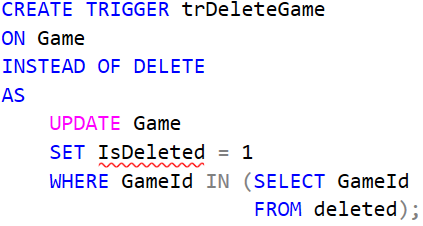 CREATE TRIGGER trDeleteGame
ON Game
INSTEAD OF DELETE
AS
    UPDATE Game
    SET IsDeleted = 1
    WHERE GameId IN (SELECT GameId
                     FROM deleted);